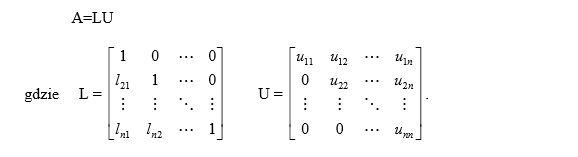 A=LU
gdzie L = [ 1 0 ⋯ 0 ; l₂₁ 1 ⋯ 0 ; ⋮ ⋮ ⋱ ⋮ ; lₙ₁ lₙ₂ ⋯ 1 ] U = [ u₁₁ u₁₂ ⋯ u₁ₙ ; 0 u₂₂ ⋯ u₂ₙ ; ⋮ ⋮ ⋱ ⋮ ; 0 0 ⋯ uₙₙ ].